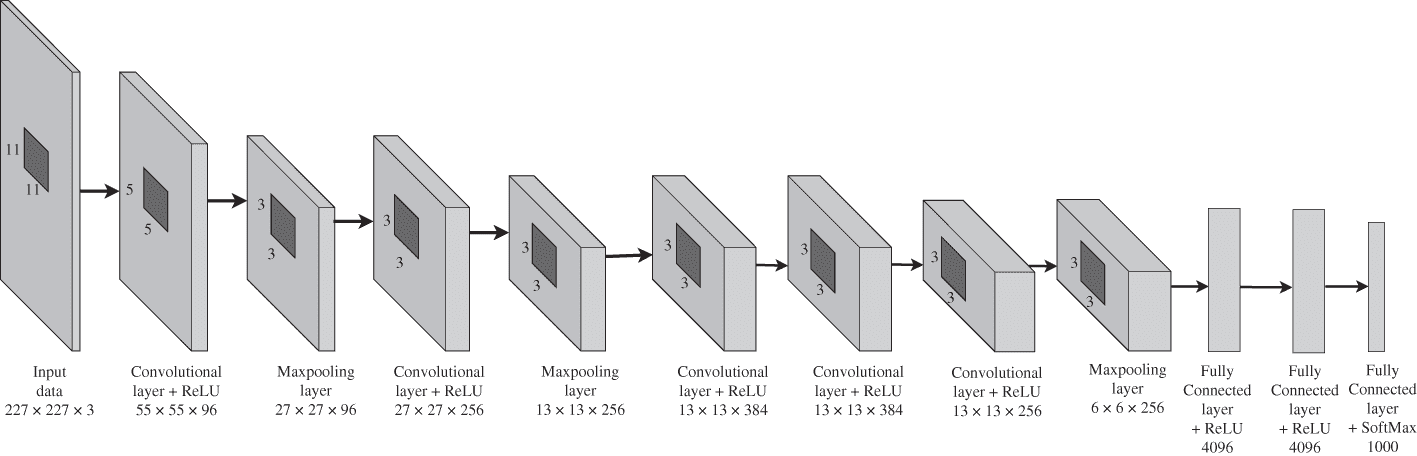 11
11
5
5
3
3
3
3
3
3
3
3
3
3
3
3
3
3
Input
data
227 × 227 × 3
Convolutional
layer + ReLU
55 × 55 × 96
Maxpooling
layer
27 × 27 × 96
Convolutional
layer + ReLU
27 × 27 × 256
Maxpooling
layer
13 × 13 × 256
Convolutional
layer + ReLU
13 × 13 × 384
Convolutional
layer + ReLU
13 × 13 × 384
Convolutional
layer + ReLU
13 × 13 × 256
Maxpooling
layer
6 × 6 × 256
Fully
Connected
layer
+ ReLU
4096
Fully
Connected
layer
+ ReLU
4096
Fully
Connected
layer
+ SoftMax
1000